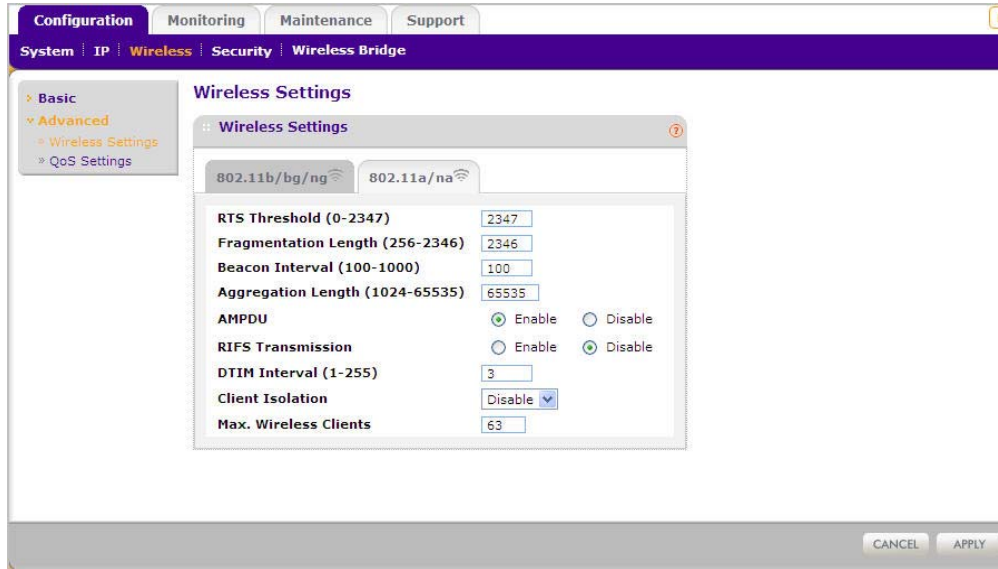 Configuration Monitoring Maintenance Support
System IP Wireless Security Wireless Bridge
Basic
Advanced
Wireless Settings
QoS Settings
Wireless Settings
Wireless Settings ?
802.11b/bg/ng 802.11a/na
RTS Threshold (0-2347) 2347
Fragmentation Length (256-2346) 2346
Beacon Interval (100-1000) 100
Aggregation Length (1024-65535) 65535
AMPDU Enable Disable
RIFS Transmission Enable Disable
DTIM Interval (1-255) 3
Client Isolation Disable
Max. Wireless Clients 63
CANCEL APPLY